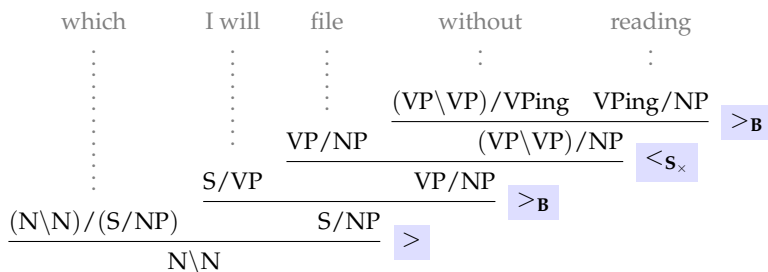 which I will file without reading
(VP\VP)/VPing VPing/NP >B
VP/NP (VP\VP)/NP <S×
S/VP VP/NP >B
(N\N)/(S/NP) S/NP >
N\N